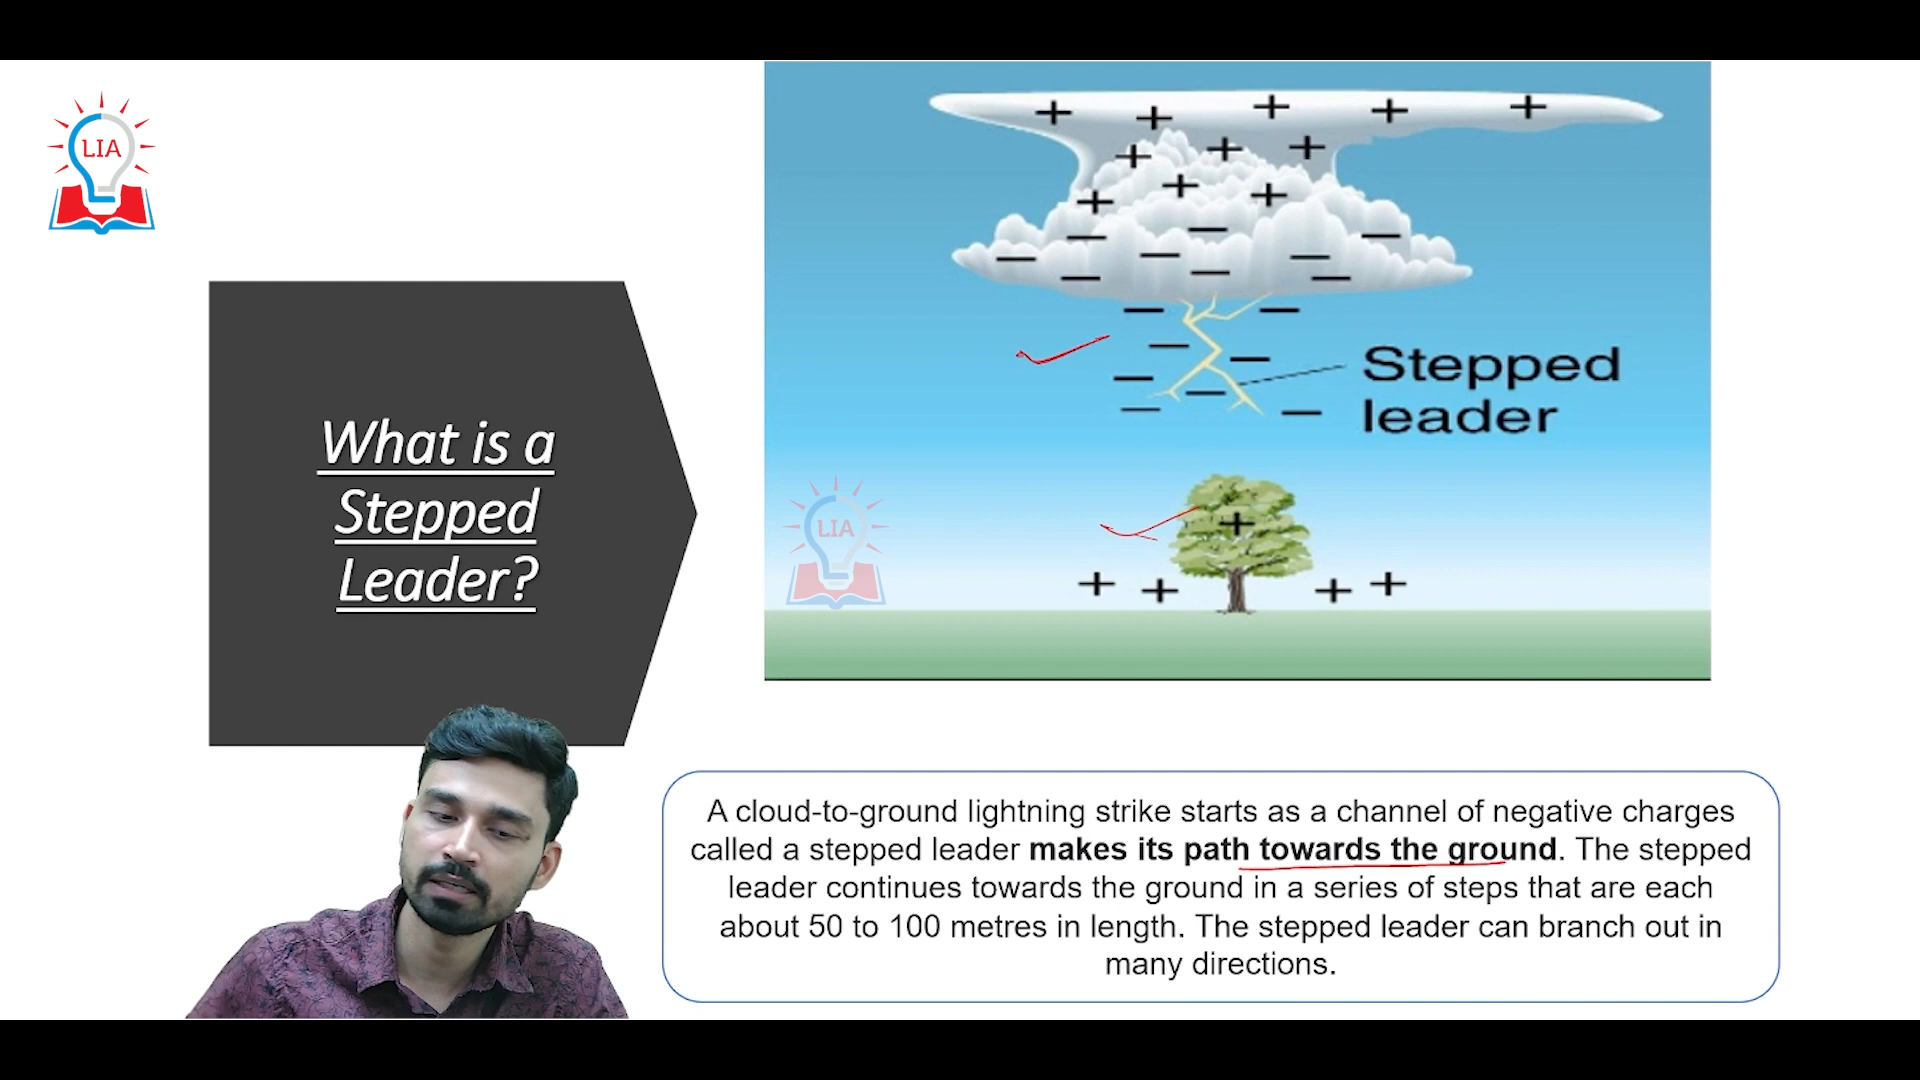 LIA
What is a
Stepped
Leader?
+ + + + +
+ + +
+ + +
− − −
− − −
− − −
− −
− −
− −
− −
Stepped
leader
LIA
+
+ + + +
A cloud-to-ground lightning strike starts as a channel of negative charges
called a stepped leader makes its path towards the ground. The stepped
leader continues towards the ground in a series of steps that are each
about 50 to 100 metres in length. The stepped leader can branch out in
many directions.